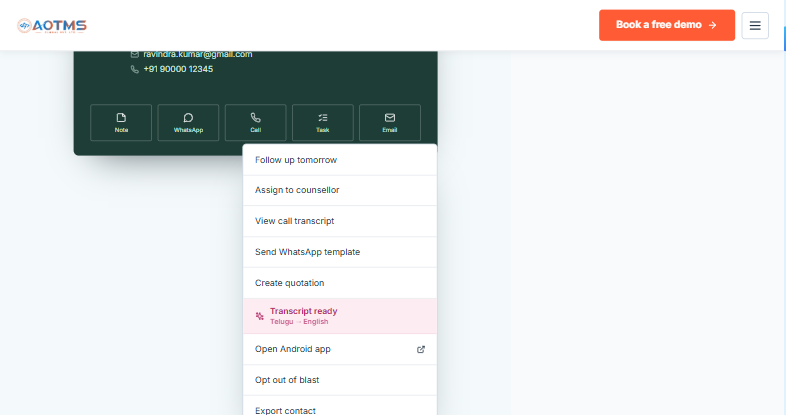 AOTMS
Book a free demo →
ravindra.kumar@gmail.com
+91 90000 12345
Note
WhatsApp
Call
Task
Email
Follow up tomorrow
Assign to counsellor
View call transcript
Send WhatsApp template
Create quotation
Transcript ready
Telugu → English
Open Android app
Opt out of blast
Export contact